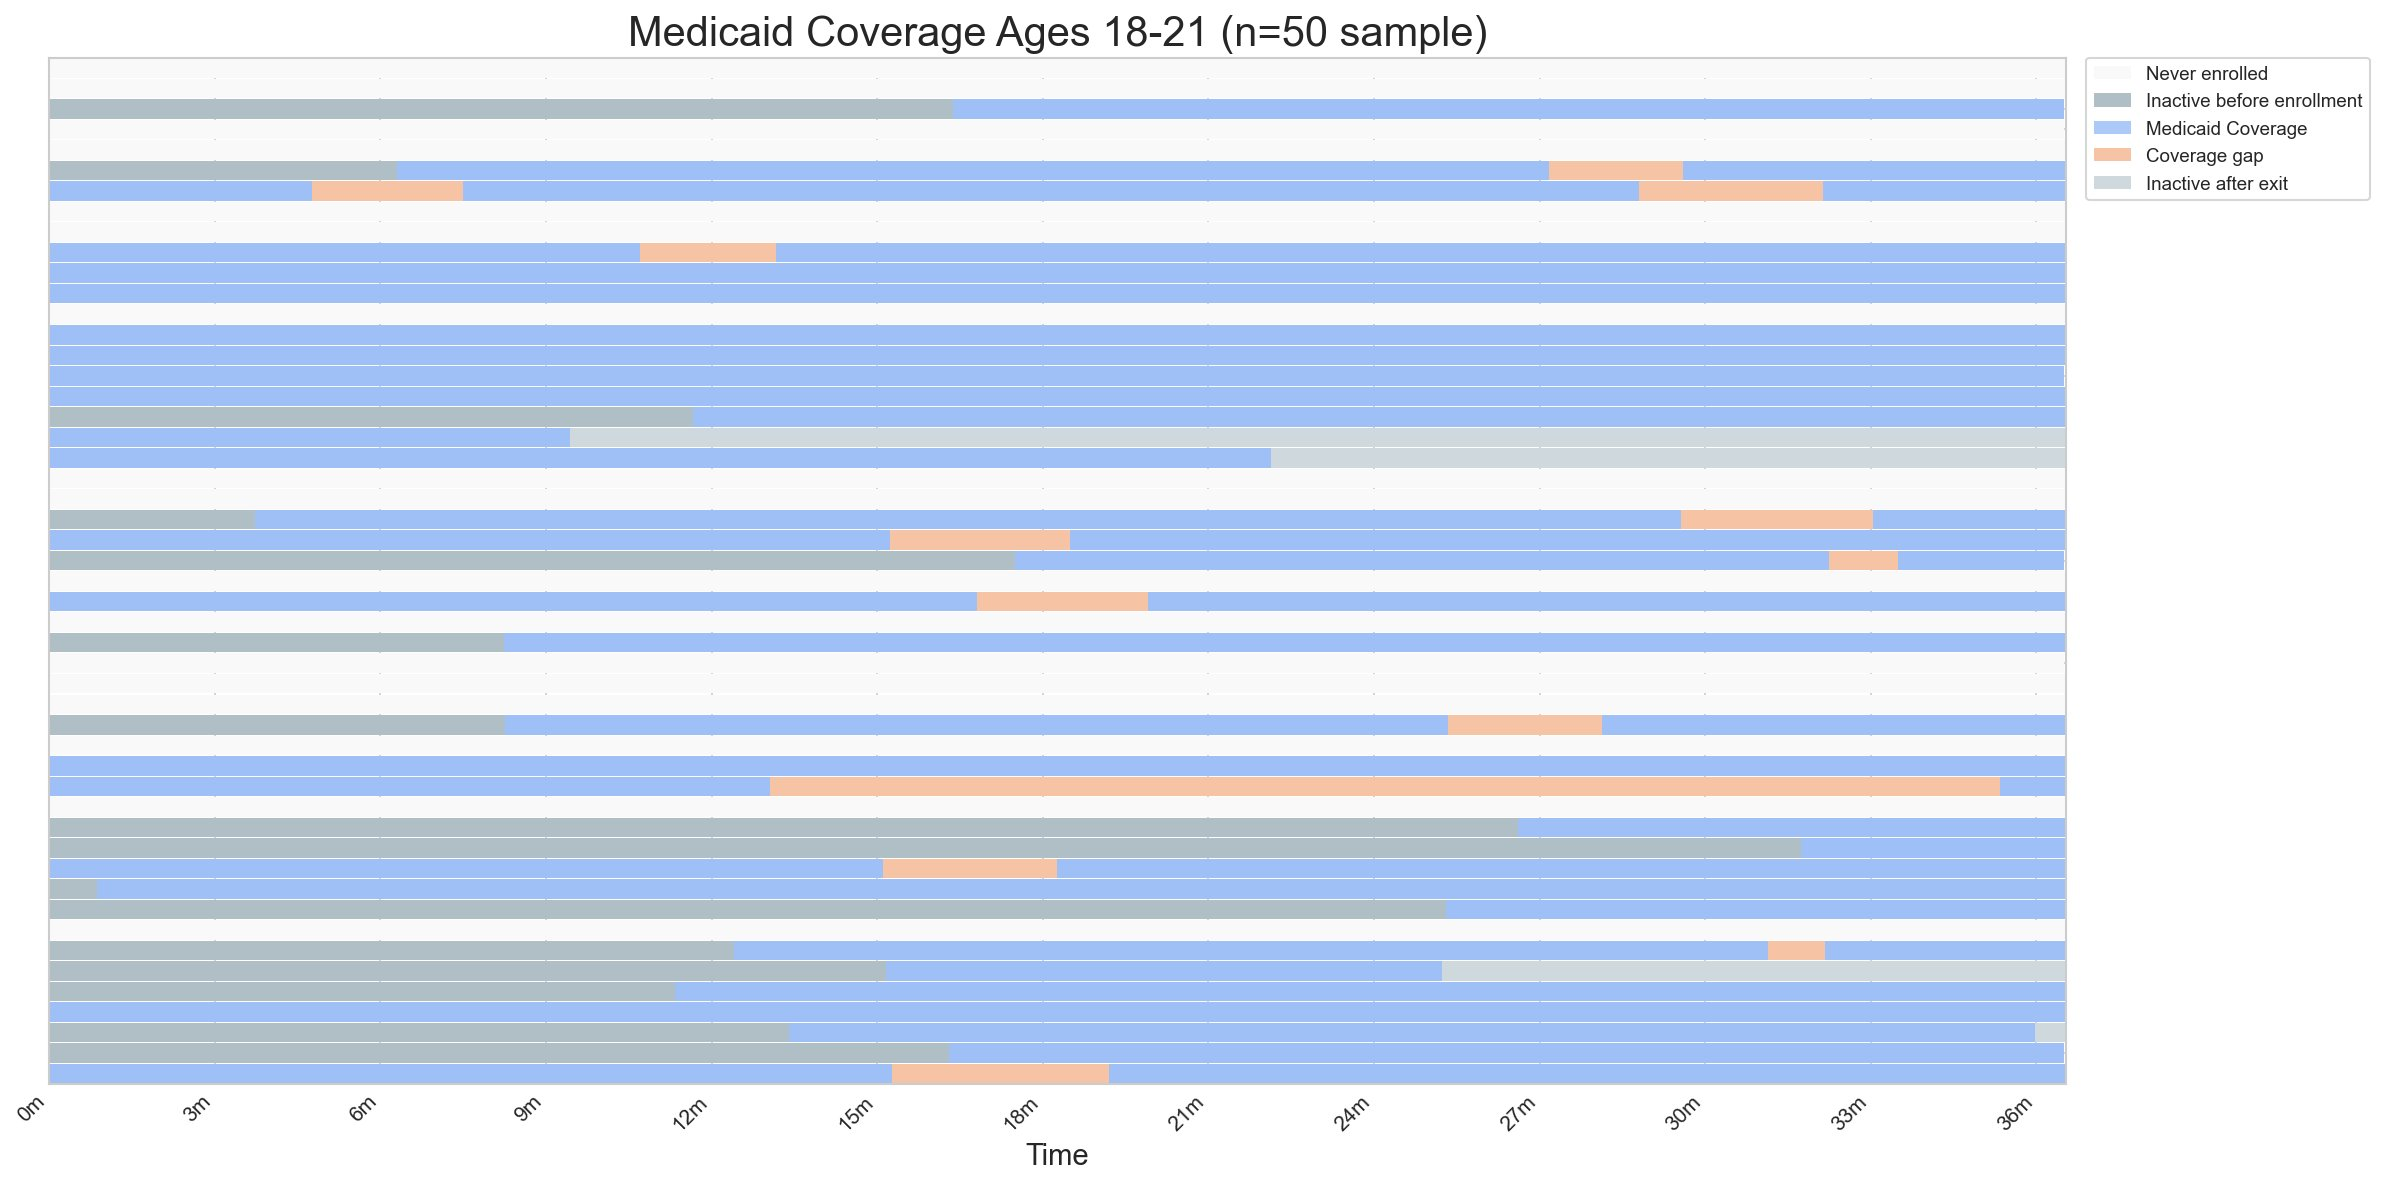 Medicaid Coverage Ages 18-21 (n=50 sample)
Never enrolled
Inactive before enrollment
Medicaid Coverage
Coverage gap
Inactive after exit
0m
3m
6m
9m
12m
15m
18m
21m
24m
27m
30m
33m
36m
Time